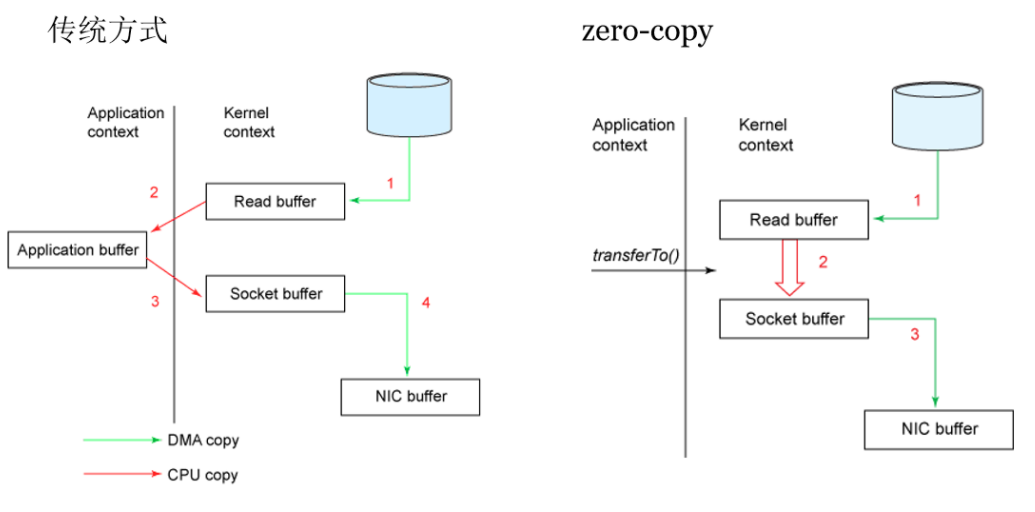 传统方式
Application
context
Kernel
context
1
2
Read buffer
Application buffer
3
Socket buffer
4
NIC buffer
DMA copy
CPU copy
zero-copy
Application
context
Kernel
context
1
Read buffer
transferTo()
2
Socket buffer
3
NIC buffer